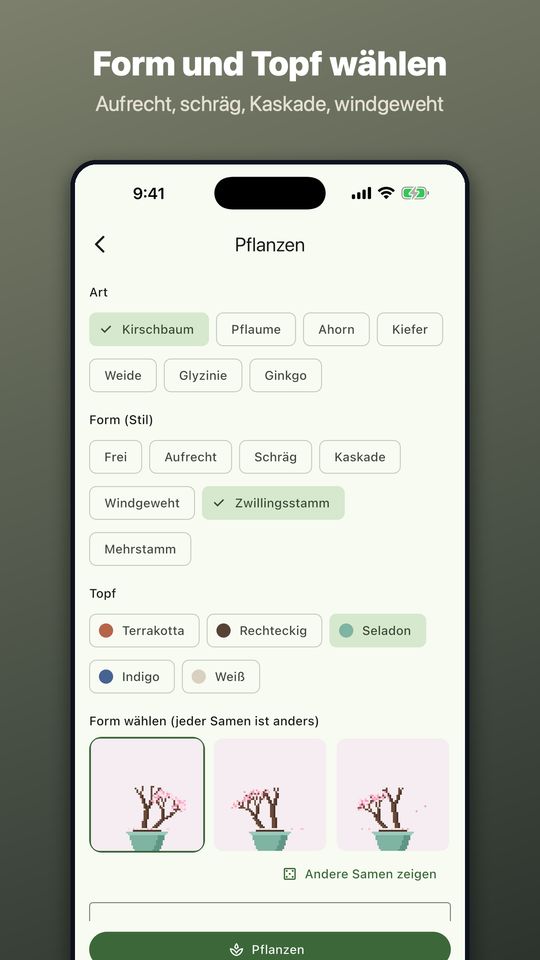 Form und Topf wählen
Aufrecht, schräg, Kaskade, windgeweht
9:41
Pflanzen
Art
Kirschbaum Pflaume Ahorn Kiefer
Weide Glyzinie Ginkgo
Form (Stil)
Frei Aufrecht Schräg Kaskade
Windgeweht Zwillingsstamm
Mehrstamm
Topf
Terrakotta Rechteckig Seladon
Indigo Weiß
Form wählen (jeder Samen ist anders)
Andere Samen zeigen
Pflanzen